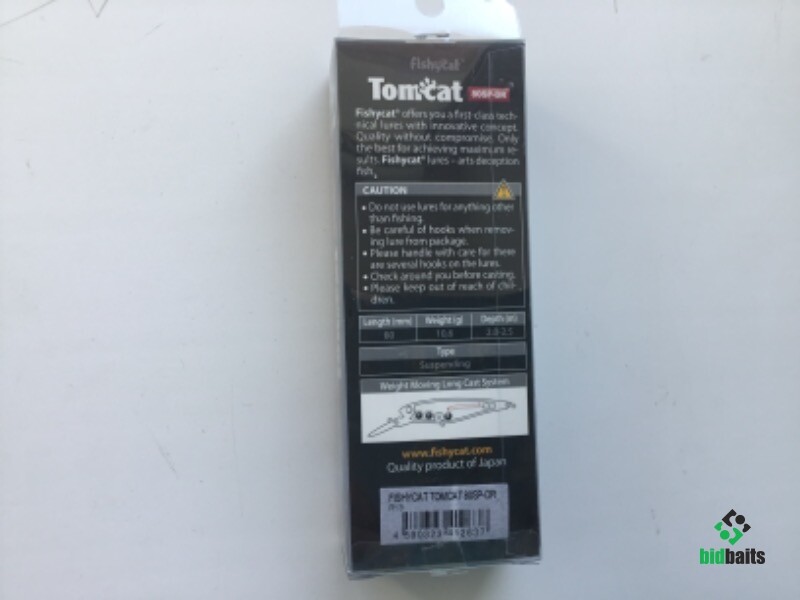 Fishycat
Tomcat 80SP-DR
Fishycat® offers you a first-class tech-
nical lures with innovative concept.
Quality without compromise. Only
the best for achieving maximum re-
sults. Fishycat® lures - arts deception
fish.
CAUTION
• Do not use lures for anything other
than fishing.
• Be careful of hooks when remov-
ing lure from package.
• Please handle with care for there
are several hooks on the lures.
• Check around you before casting.
• Please keep out of reach of chil-
dren.
Length (mm) Weight (g) Depth (m)
80 10.6 2.0-2.5
Type
Suspending
Weight Moving Long Cast System
www.fishycat.com
Quality product of Japan
FISHYCAT TOMCAT 80SP-DR
bidbaits